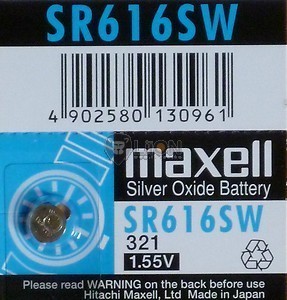 SR616SW
4 902580 130961
maxell
Silver Oxide Battery
SR616SW
321
1.55V
Please read warning on back before use
Hitachi Maxell, Ltd Made in Japan